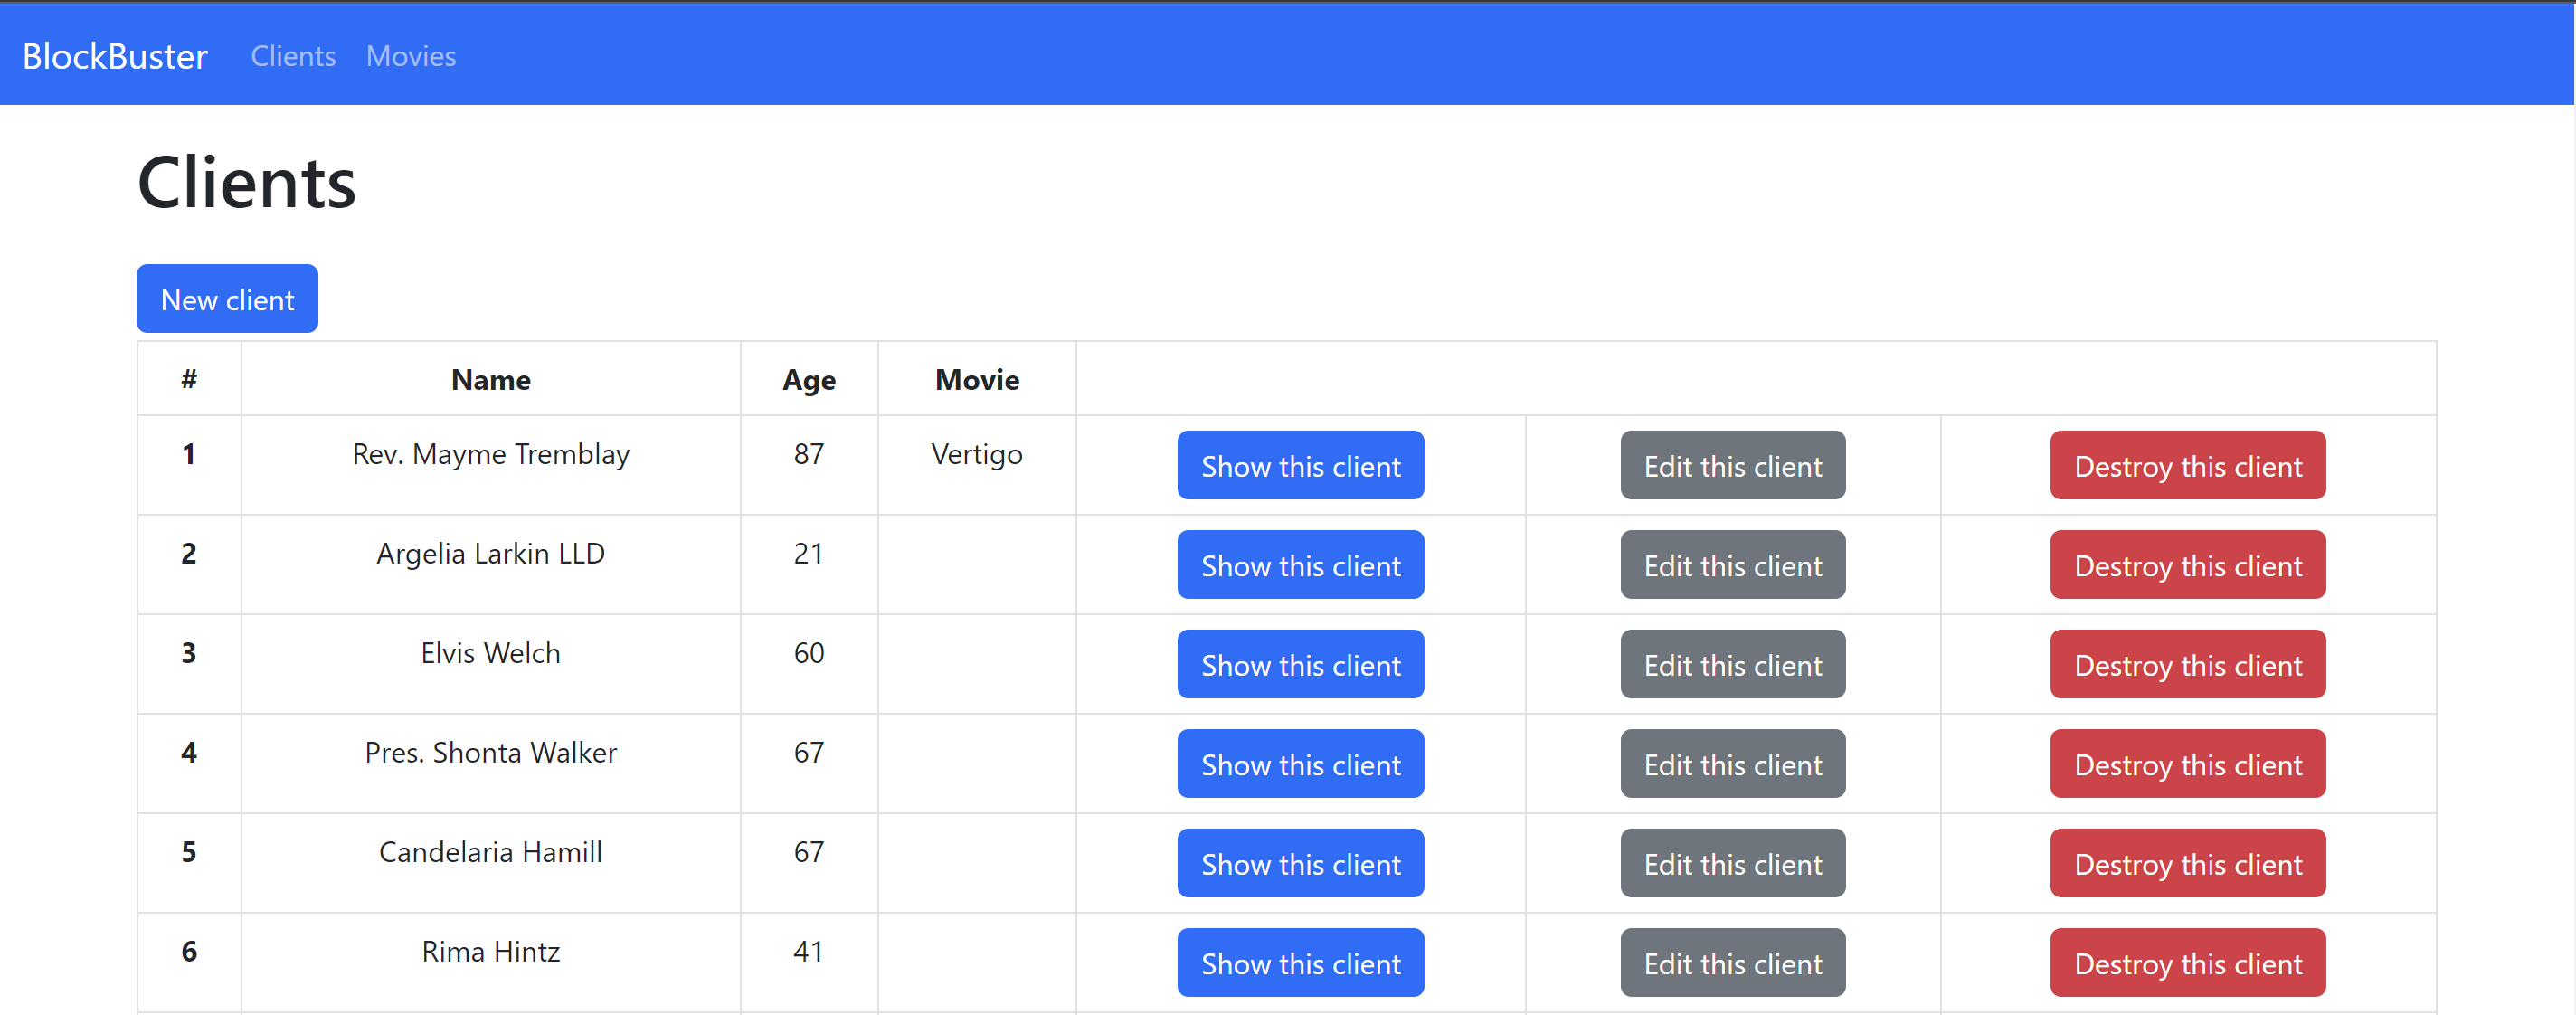 BlockBuster Clients Movies
Clients
New client
# Name Age Movie
1 Rev. Mayme Tremblay 87 Vertigo Show this client Edit this client Destroy this client
2 Argelia Larkin LLD 21 Show this client Edit this client Destroy this client
3 Elvis Welch 60 Show this client Edit this client Destroy this client
4 Pres. Shonta Walker 67 Show this client Edit this client Destroy this client
5 Candelaria Hamill 67 Show this client Edit this client Destroy this client
6 Rima Hintz 41 Show this client Edit this client Destroy this client